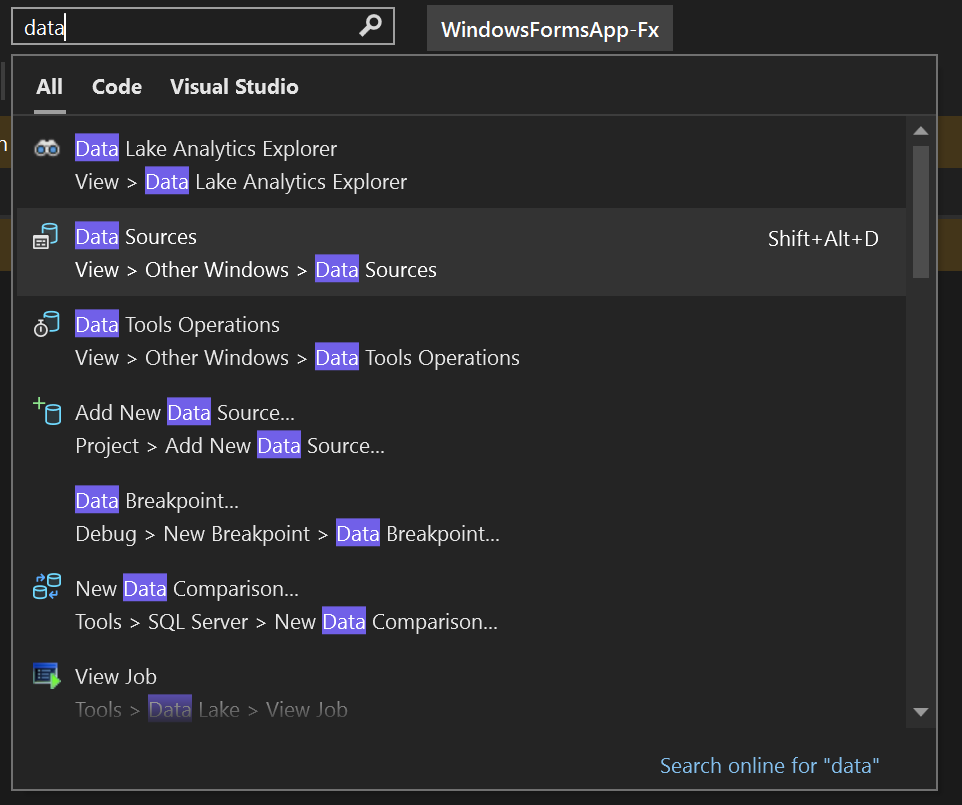 data
WindowsFormsApp-Fx
All Code Visual Studio
n
Data Lake Analytics Explorer
View > Data Lake Analytics Explorer
Data Sources
Shift+Alt+D
View > Other Windows > Data Sources
Data Tools Operations
View > Other Windows > Data Tools Operations
Add New Data Source...
Project > Add New Data Source...
Data Breakpoint...
Debug > New Breakpoint > Data Breakpoint...
New Data Comparison...
Tools > SQL Server > New Data Comparison...
View Job
Tools > Data Lake > View Job
Search online for "data"